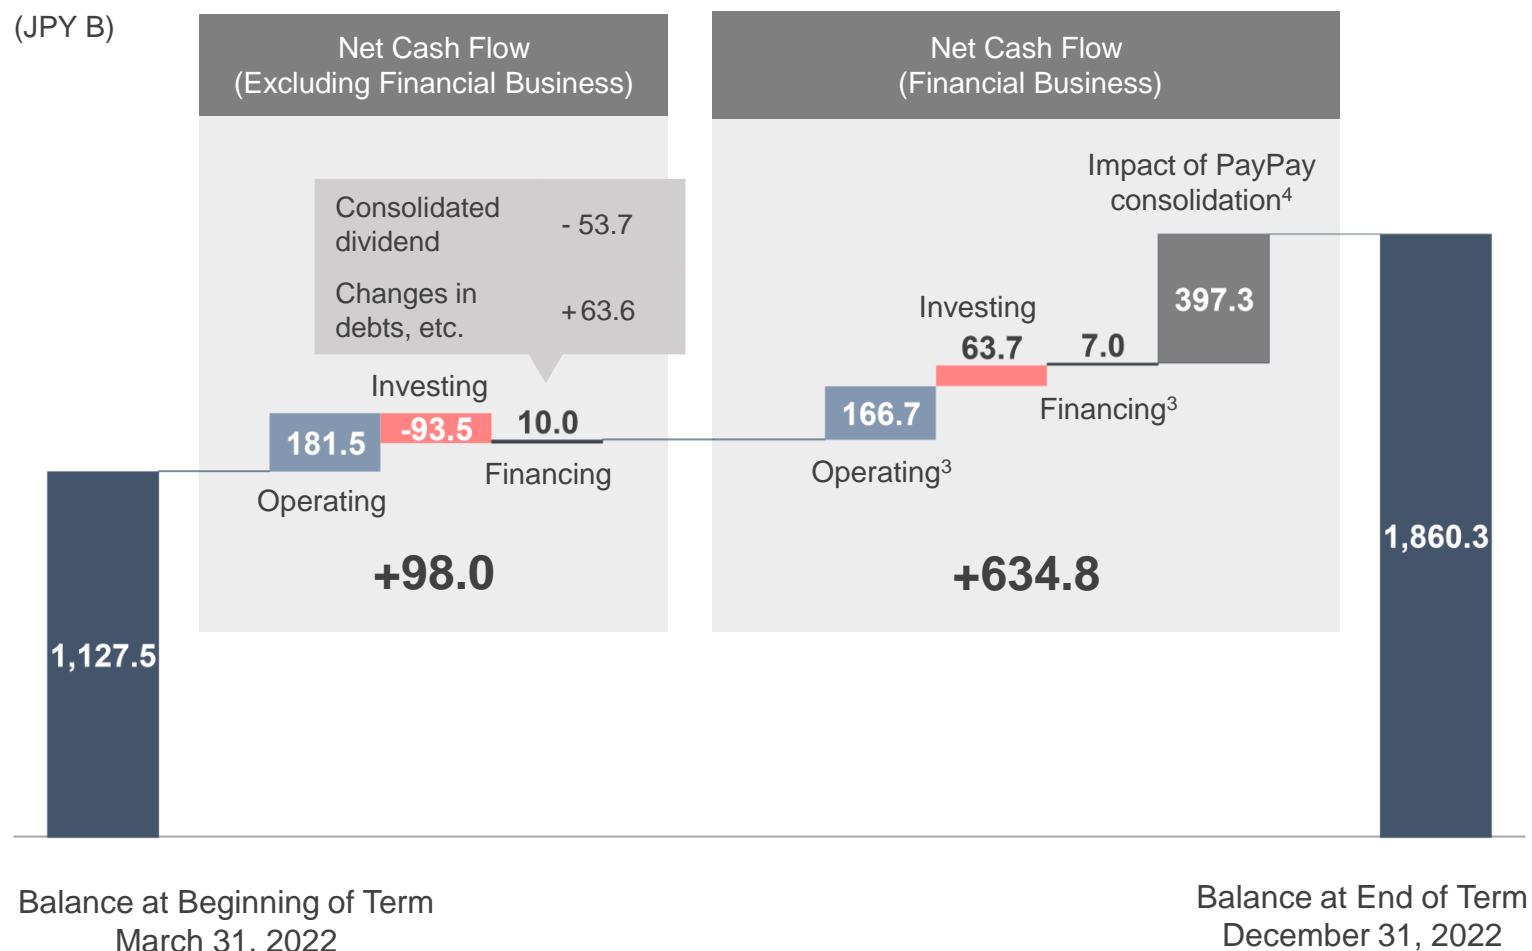 (JPY B)
Net Cash Flow
(Excluding Financial Business)
Net Cash Flow
(Financial Business)
Impact of PayPay
consolidation⁴
Consolidated
dividend
- 53.7
Changes in
debts, etc.
+63.6
Investing
181.5
-93.5
10.0
Operating
Financing
+98.0
Investing
63.7
7.0
397.3
166.7
Financing³
Operating³
+634.8
1,127.5
1,860.3
Balance at Beginning of Term
March 31, 2022
Balance at End of Term
December 31, 2022